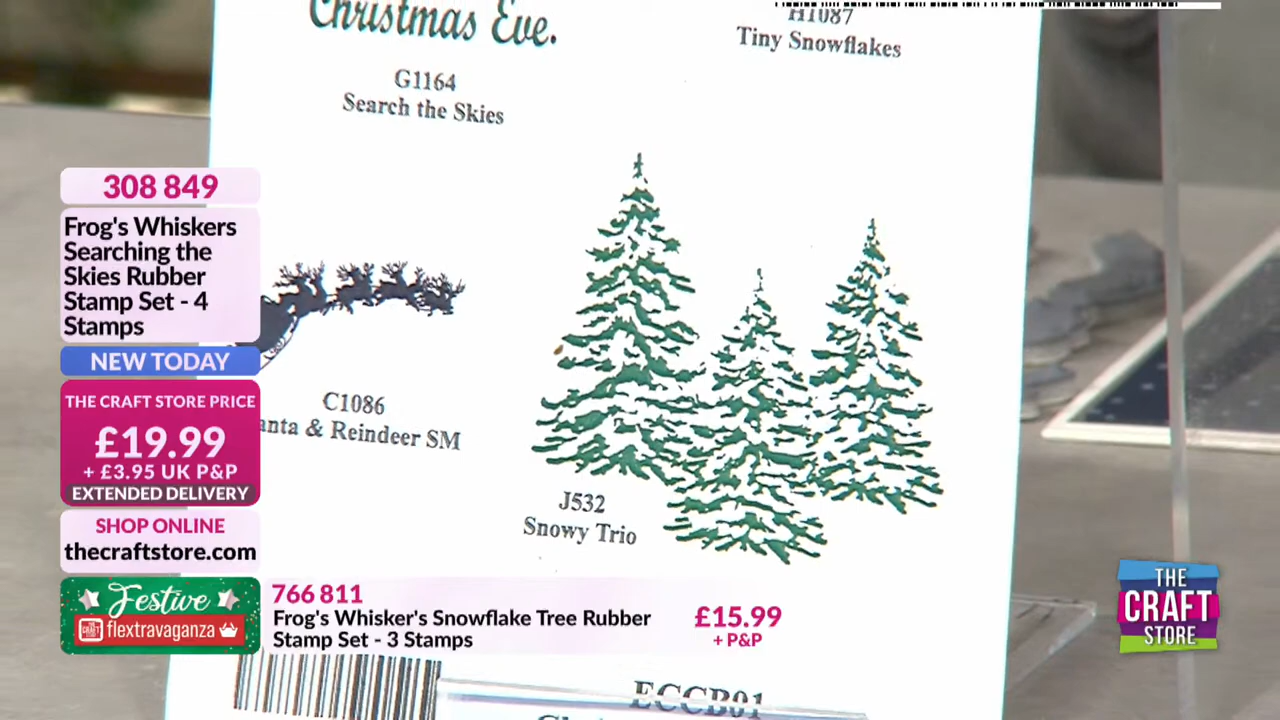 Christmas Eve.
H1087
Tiny Snowflakes
G1164
Search the Skies
308 849
Frog's Whiskers
Searching the
Skies Rubber
Stamp Set - 4
Stamps
NEW TODAY
THE CRAFT STORE PRICE
£19.99
+ £3.95 UK P&P
EXTENDED DELIVERY
SHOP ONLINE
thecraftstore.com
Festive
THE CRAFT STORE flextravaganza
C1086
anta & Reindeer SM
J532
Snowy Trio
766 811
Frog's Whisker's Snowflake Tree Rubber
Stamp Set - 3 Stamps
£15.99
+ P&P
THE
CRAFT
STORE
ECCB01